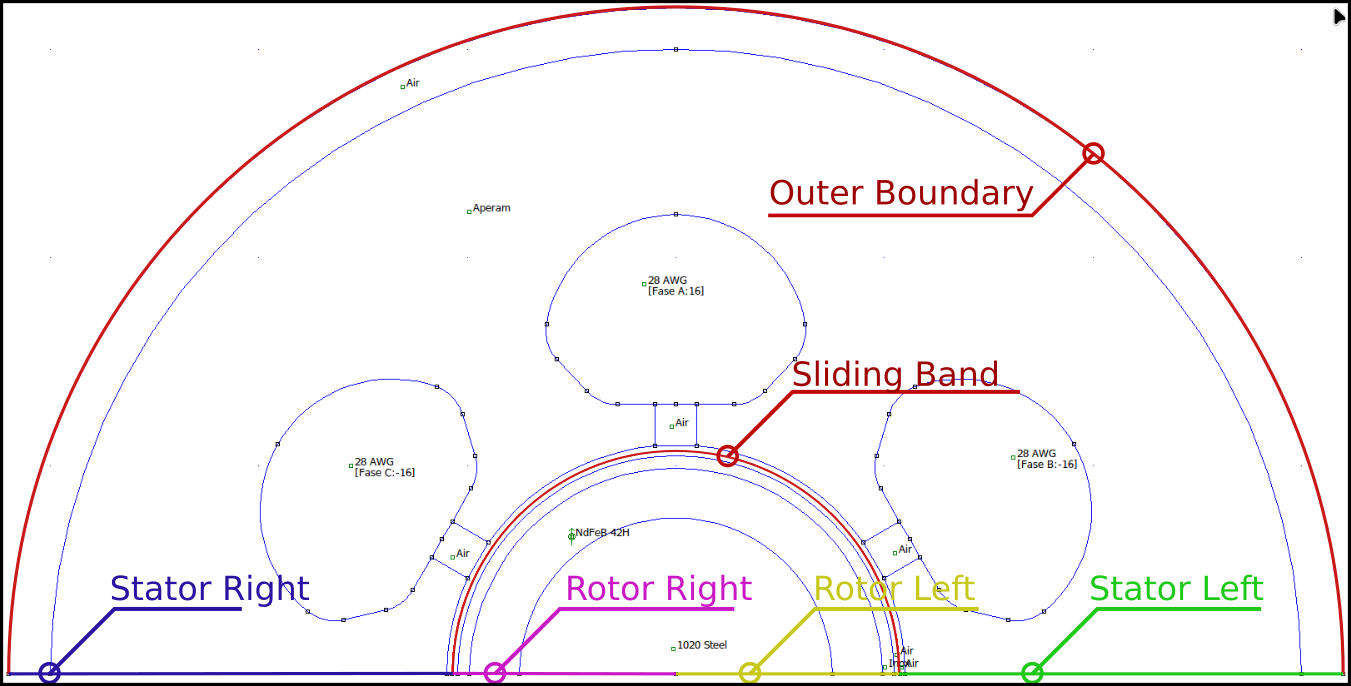 Air
Outer Boundary
Aperam
28 AWG
[Fase A:16]
Sliding Band
Air
28 AWG
[Fase C:-16]
28 AWG
[Fase B:-16]
NdFeB 42H
Air
Air
Stator Right
Rotor Right
Rotor Left
Stator Left
1020 Steel
Air
Air